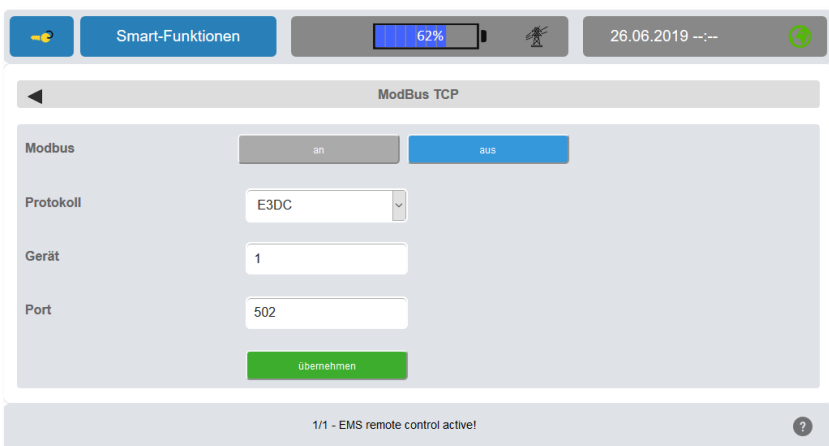 Smart-Funktionen
62%
26.06.2019 --:--
ModBus TCP
Modbus
an
aus
Protokoll
E3DC
Gerät
1
Port
502
übernehmen
1/1 - EMS remote control active!
?